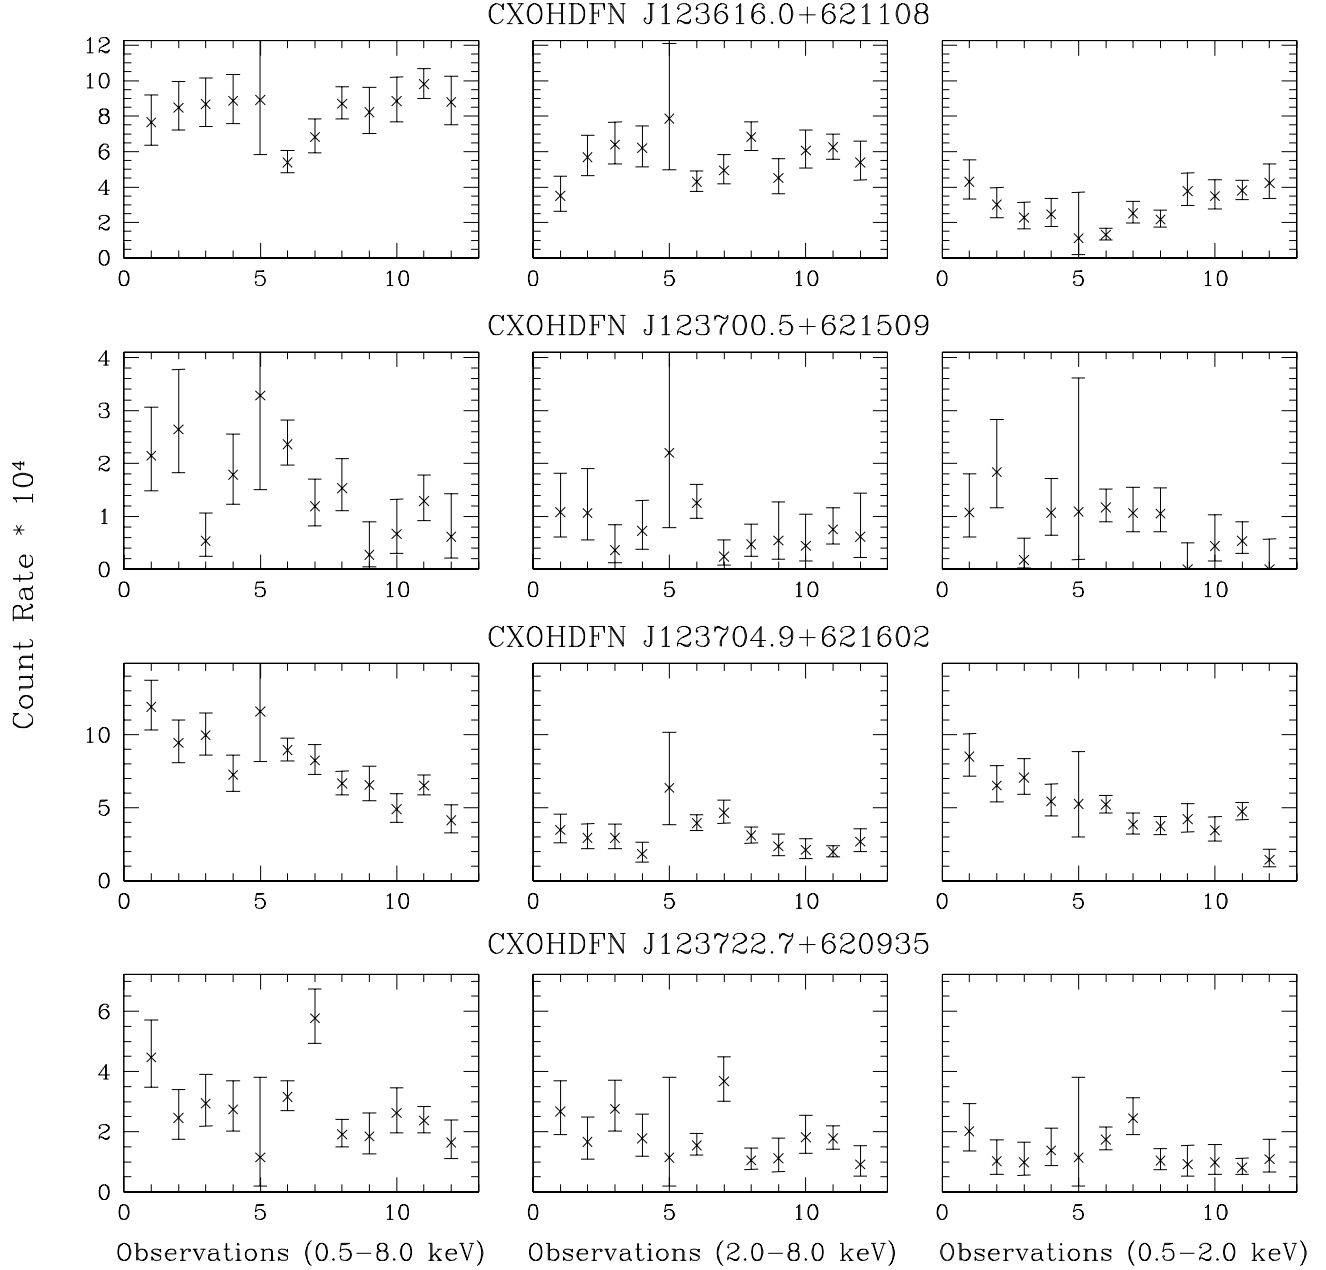 CXOHDFN J123616.0+621108
12
10
8
6
4
2
0
0 5 10
0 5 10
0 5 10
CXOHDFN J123700.5+621509
4
3
2
1
0
0 5 10
0 5 10
0 5 10
Count Rate * 10⁴
CXOHDFN J123704.9+621602
10
5
0
0 5 10
0 5 10
0 5 10
CXOHDFN J123722.7+620935
6
4
2
0
0 5 10
0 5 10
0 5 10
Observations (0.5−8.0 keV)
Observations (2.0−8.0 keV)
Observations (0.5−2.0 keV)